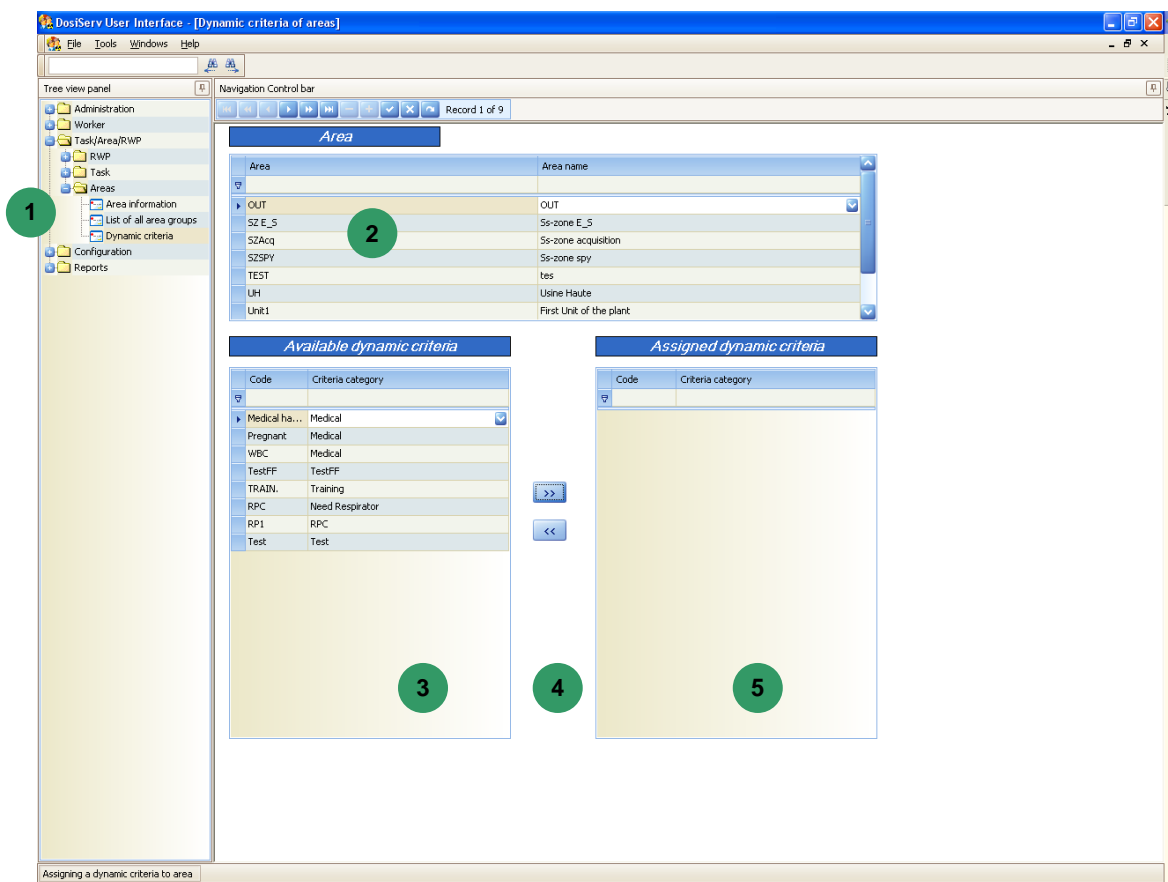 DosiServ User Interface - [Dynamic criteria of areas]
File Tools Windows Help
Tree view panel
Administration
Worker
Task/Area/RWP
RWP
Task
Areas
Area information
List of all area groups
Dynamic criteria
Configuration
Reports
1
Navigation Control bar
Record 1 of 9
Area
Area Area name
OUT OUT
SZ E_S Ss-zone E_S
SZAcq Ss-zone acquisition
SZSPY Ss-zone spy
TEST tes
UH Usine Haute
Unit1 First Unit of the plant
2
Available dynamic criteria
Code Criteria category
Medical ha... Medical
Pregnant Medical
WBC Medical
TestFF TestFF
TRAIN. Training
RPC Need Respirator
RP1 RPC
Test Test
3
>>
<<
4
Assigned dynamic criteria
Code Criteria category
5
Assigning a dynamic criteria to area